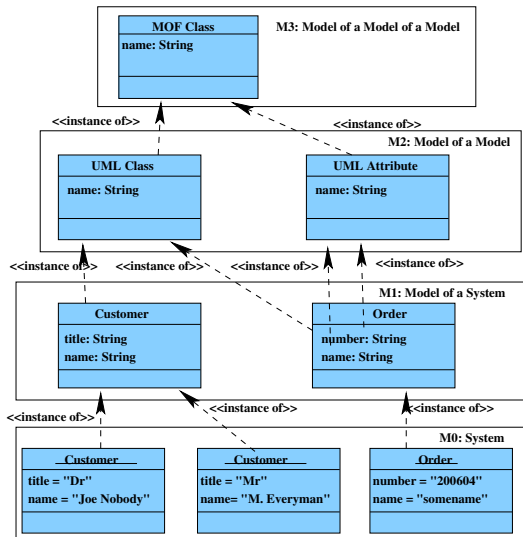 MOF Class
M3: Model of a Model of a Model
name: String
<<instance of>>
<<instance of>>
M2: Model of a Model
UML Class
UML Attribute
name: String
name: String
<<instance of>>
<<instance of>>
<<instance of>>
<<instance of>>
M1: Model of a System
Customer
Order
title: String
number: String
name: String
name: String
<<instance of>>
<<instance of>>
<<instance of>>
M0: System
Customer
Customer
Order
title = "Dr"
title = "Mr"
number = "200604"
name = "Joe Nobody"
name= "M. Everyman"
name = "somename"